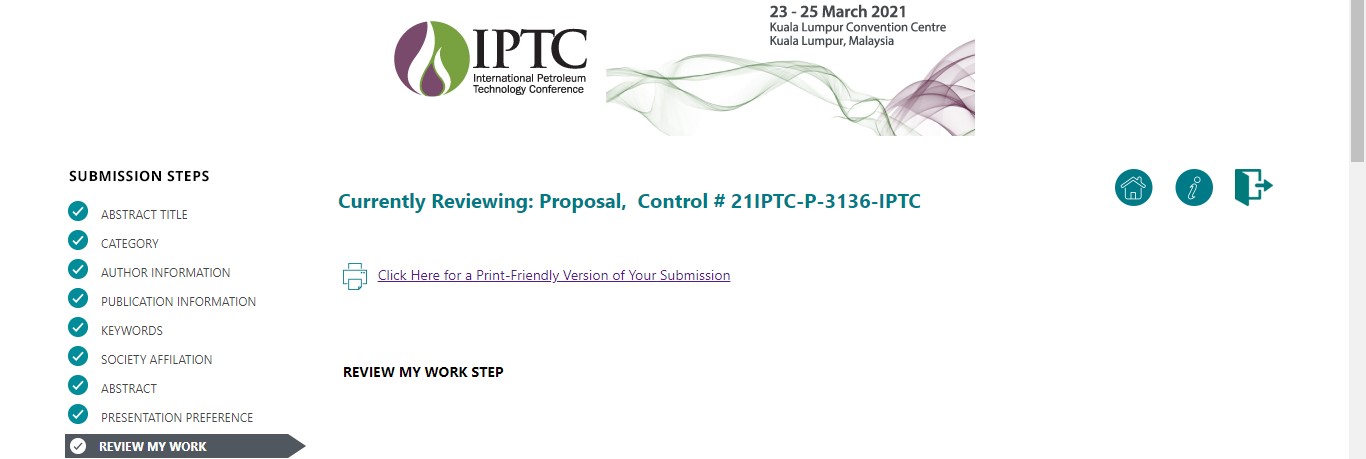 IPTC
International Petroleum
Technology Conference
23 - 25 March 2021
Kuala Lumpur Convention Centre
Kuala Lumpur, Malaysia
SUBMISSION STEPS
ABSTRACT TITLE
CATEGORY
AUTHOR INFORMATION
PUBLICATION INFORMATION
KEYWORDS
SOCIETY AFFILATION
ABSTRACT
PRESENTATION PREFERENCE
REVIEW MY WORK
Currently Reviewing: Proposal,  Control # 21IPTC-P-3136-IPTC
Click Here for a Print-Friendly Version of Your Submission
REVIEW MY WORK STEP